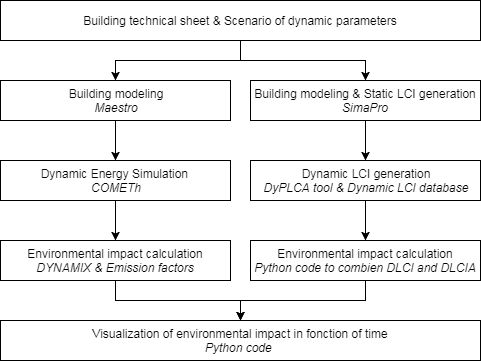 Building technical sheet & Scenario of dynamic parameters
Building modeling
Maestro
Building modeling & Static LCI generation
SimaPro
Dynamic Energy Simulation
COMETh
Dynamic LCI generation
DyPLCA tool & Dynamic LCI database
Environmental impact calculation
DYNAMIX & Emission factors
Environmental impact calculation
Python code to combien DLCI and DLCIA
Visualization of environmental impact in fonction of time
Python code